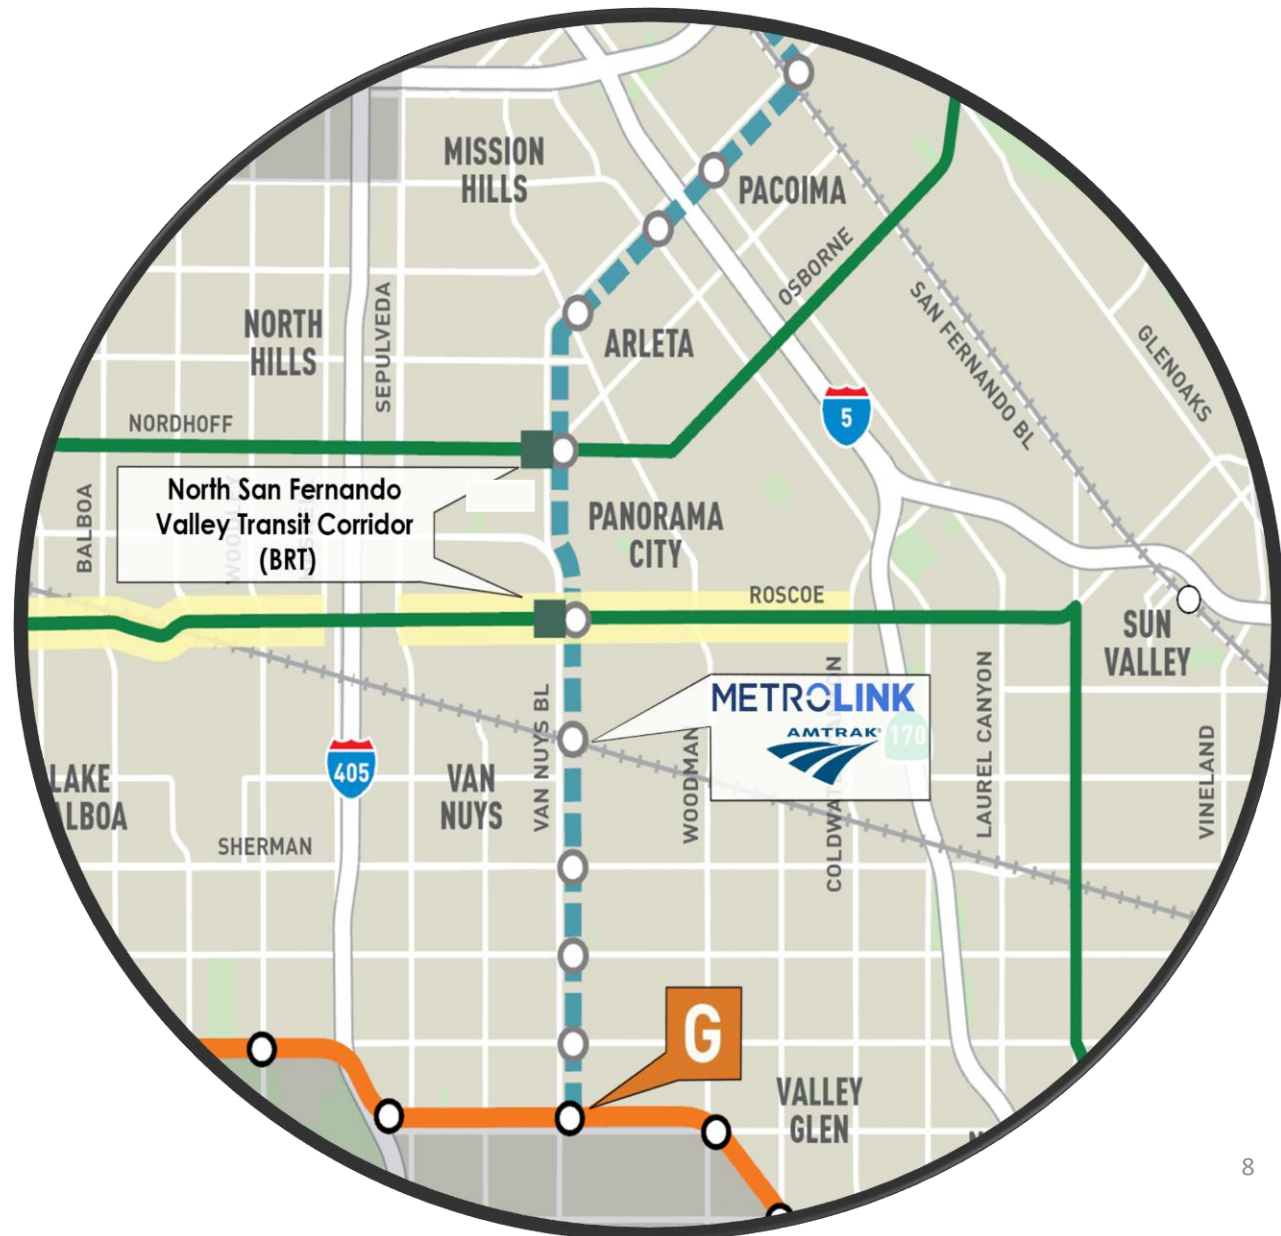 MISSION
HILLS
PACOIMA
OSBORNE
SAN FERNANDO BL
GLENOAKS
NORTH
HILLS
SEPULVEDA
ARLETA
5
NORDHOFF
BALBOA
North San Fernando
Valley Transit Corridor
(BRT)
PANORAMA
CITY
ROSCOE
SUN
VALLEY
METROLINK
AMTRAK
170
VAN NUYS BL
WOODMAN
LAUREL CANYON
VINELAND
405
LAKE
ALBOA
VAN
NUYS
SHERMAN
G
VALLEY
GLEN
8